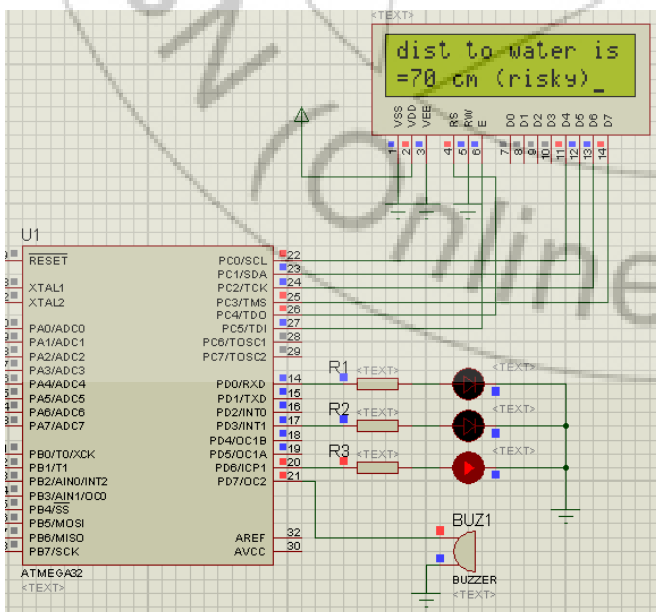 <TEXT>
dist to water is
=70 cm (risky)_
VSS VDD VEE RS RW E D0 D1 D2 D3 D4 D5 D6 D7
1 2 3 4 5 6 7 8 9 10 11 12 13 14
N (Online
U1
RESET
XTAL1
XTAL2
PA0/ADC0
PA1/ADC1
PA2/ADC2
PA3/ADC3
PA4/ADC4
PA5/ADC5
PA6/ADC6
PA7/ADC7
PB0/T0/XCK
PB1/T1
PB2/AIN0/INT2
PB3/AIN1/OC0
PB4/SS
PB5/MOSI
PB6/MISO
PB7/SCK
PC0/SCL 22
PC1/SDA 23
PC2/TCK 24
PC3/TMS 25
PC4/TDO 26
PC5/TDI 27
PC6/TOSC1 28
PC7/TOSC2 29
PD0/RXD 14
PD1/TXD 15
PD2/INT0 16
PD3/INT1 17
PD4/OC1B 18
PD5/OC1A 19
PD6/ICP1 20
PD7/OC2 21
AREF 32
AVCC 30
ATMEGA32
<TEXT>
R1 <TEXT> <TEXT>
R2 <TEXT> <TEXT>
R3 <TEXT> <TEXT>
BUZ1
BUZZER
<TEXT>